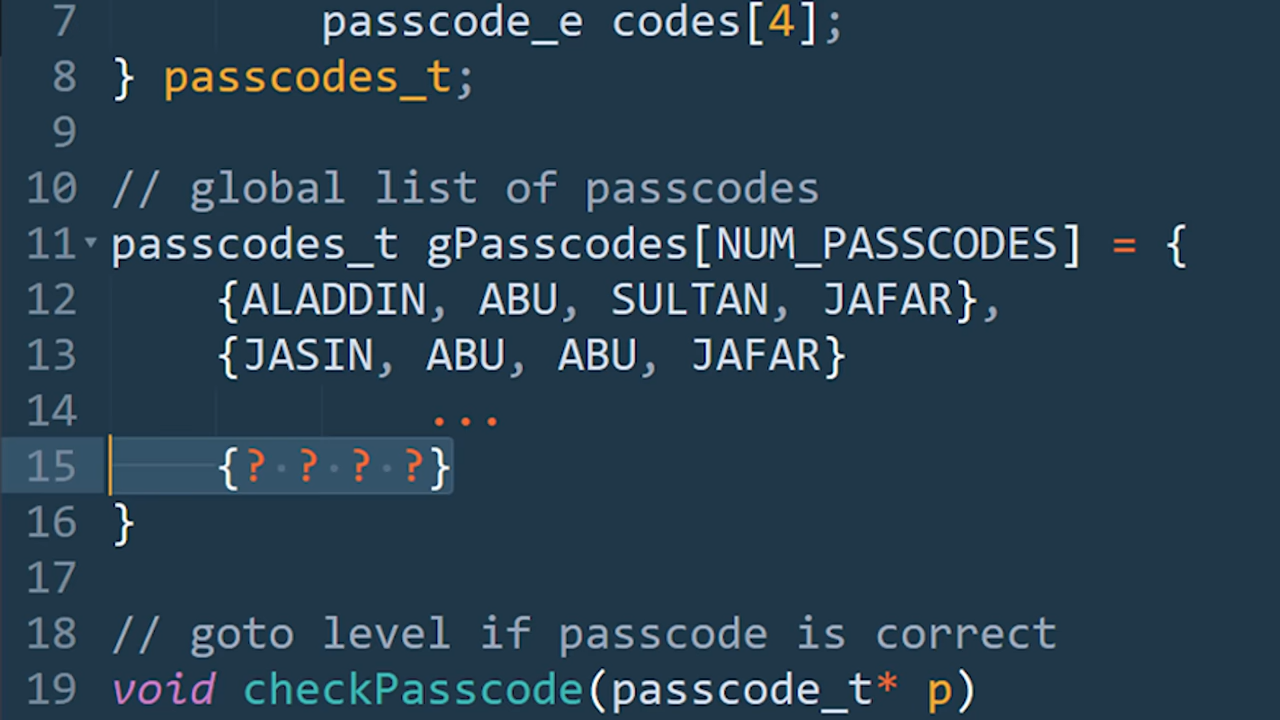 7 passcode_e codes[4];
8 } passcodes_t;
9
10 // global list of passcodes
11 passcodes_t gPasscodes[NUM_PASSCODES] = {
12 {ALADDIN, ABU, SULTAN, JAFAR},
13 {JASIN, ABU, ABU, JAFAR}
14 ...
15 {? ? ? ?}
16 }
17
18 // goto level if passcode is correct
19 void checkPasscode(passcode_t* p)